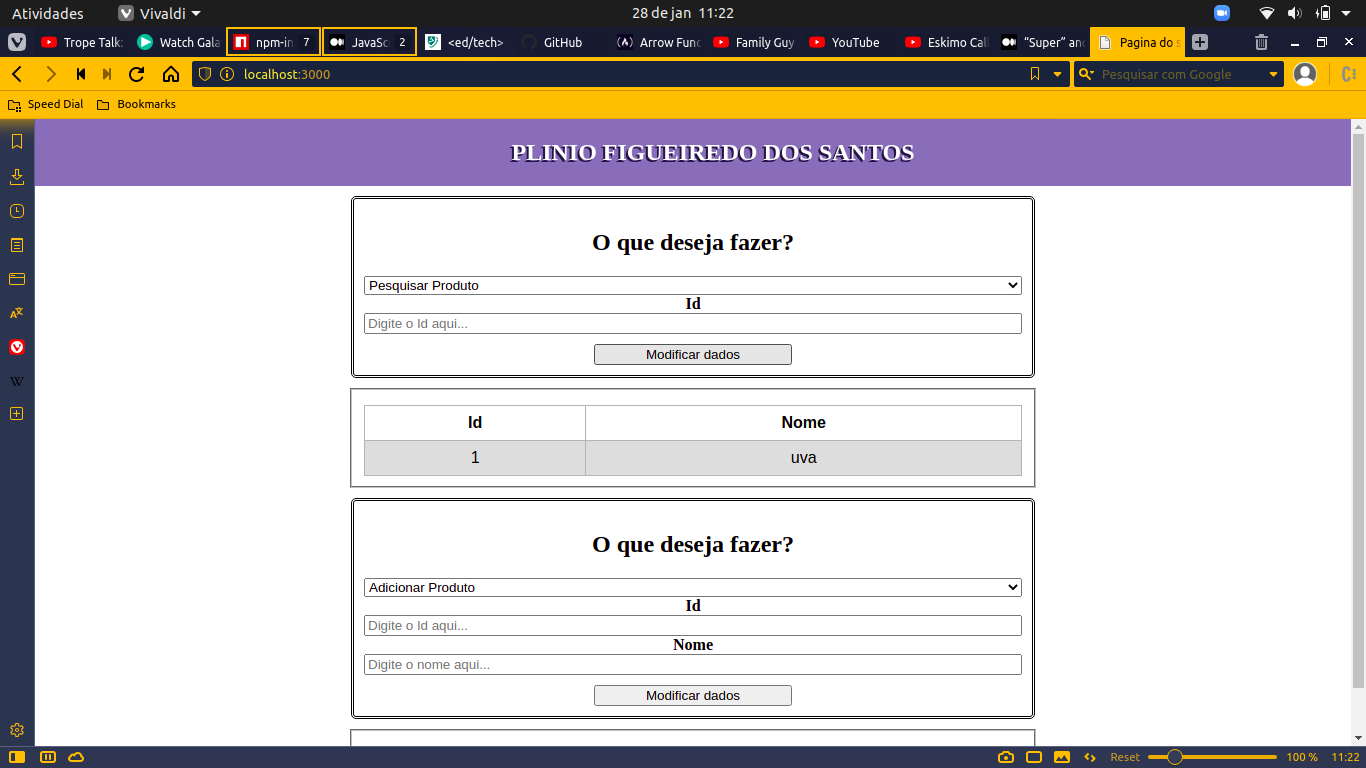 Atividades
Vivaldi
28 de jan 11:22
Trope Talk:
Watch Gala
npm-in 7
JavaSc 2
<ed/tech>
GitHub
Arrow Func
Family Guy
YouTube
Eskimo Call
“Super” and
Pagina do s
localhost:3000
Pesquisar com Google
Speed Dial
Bookmarks
PLINIO FIGUEIREDO DOS SANTOS
O que deseja fazer?
Pesquisar Produto
Id
Digite o Id aqui...
Modificar dados
Id Nome
1 uva
O que deseja fazer?
Adicionar Produto
Id
Digite o Id aqui...
Nome
Digite o nome aqui...
Modificar dados
Reset 100 % 11:22